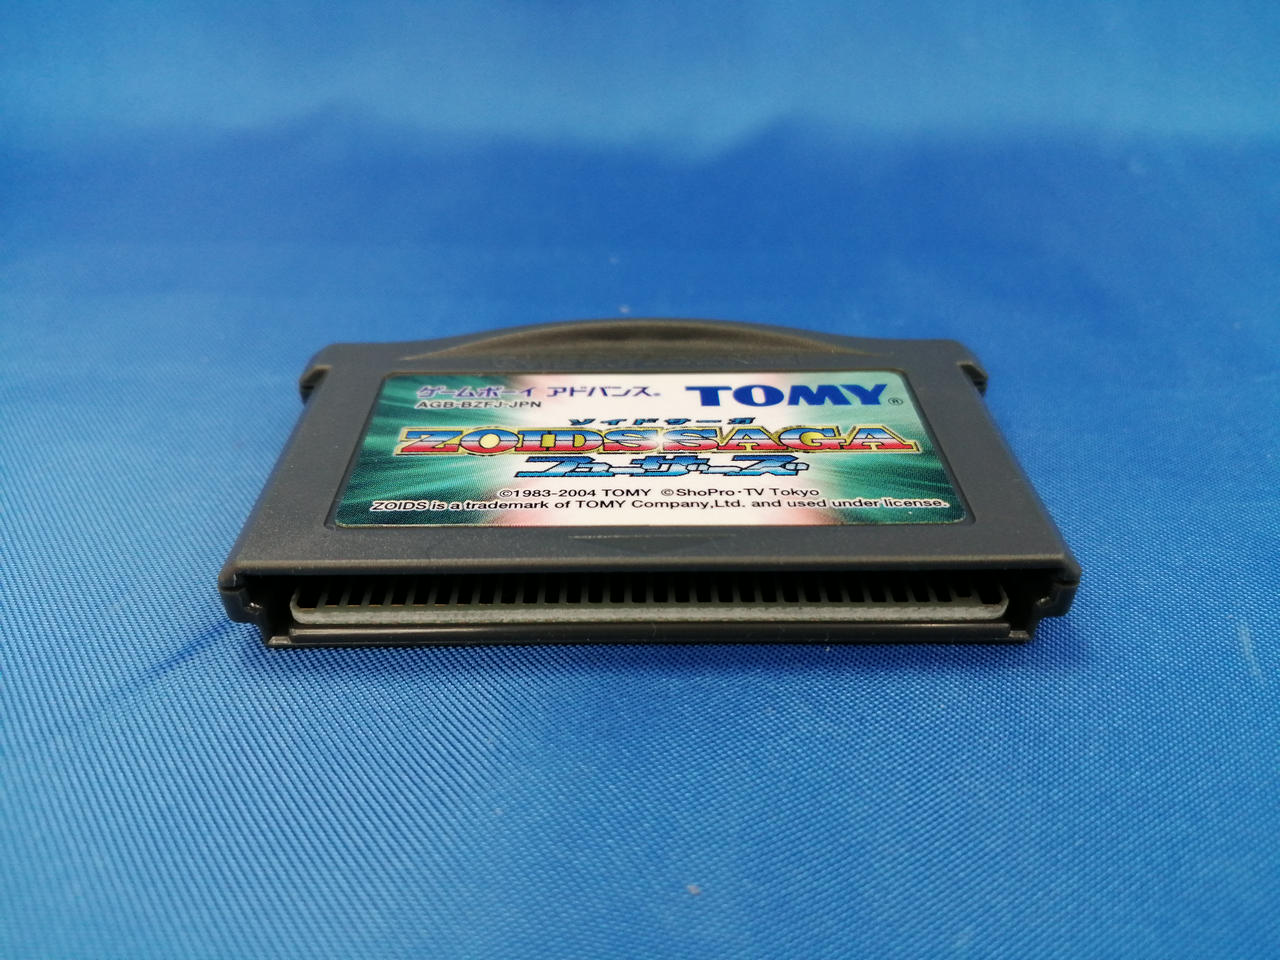 ゲームボーイ アドバンス® TOMY®
AGB-BZFJ-JPN
ゾイドサーガ
ZOIDS SAGA
フューザーズ
©1983-2004 TOMY ©ShoPro・TV Tokyo
ZOIDS is a trademark of TOMY Company,Ltd. and used under license.